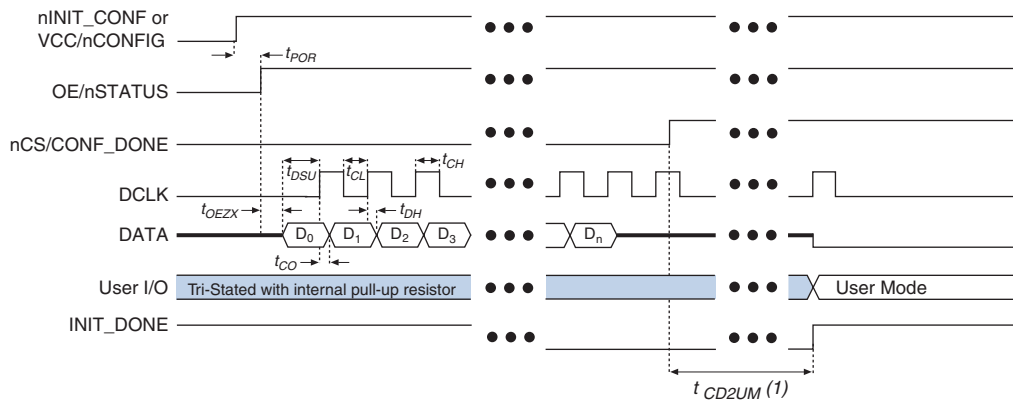 nINIT_CONF or
VCC/nCONFIG
tPOR
OE/nSTATUS
nCS/CONF_DONE
tDSU
tCL
tCH
DCLK
tOEZX
tDH
DATA
D0
D1
D2
D3
Dn
tCO
User I/O
Tri-Stated with internal pull-up resistor
User Mode
INIT_DONE
t CD2UM (1)